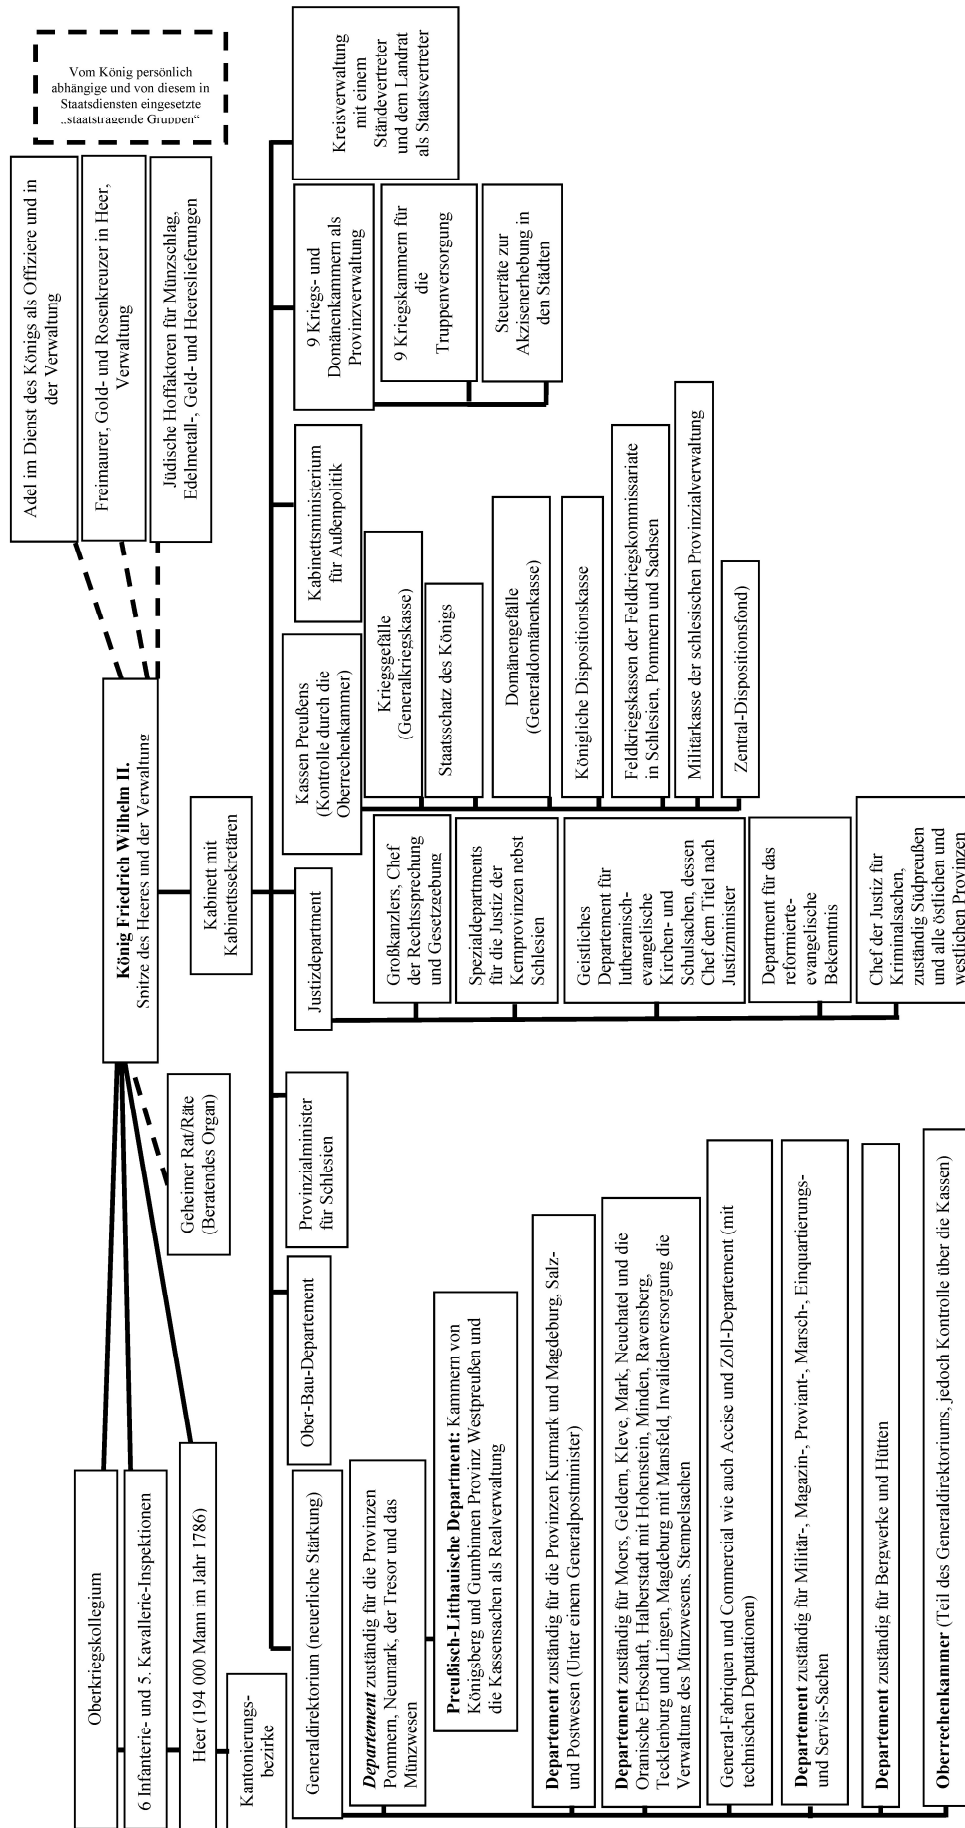 Vom König persönlich
abhängige und von diesem in
Staatsdiensten eingesetzte
„staatstragende Gruppen“
Adel im Dienst des Königs als Offiziere und in
der Verwaltung
Freimaurer, Gold- und Rosenkreuzer in Heer,
Verwaltung
Jüdische Hoffaktoren für Münzschlag,
Edelmetall-, Geld- und Heereslieferungen
König Friedrich Wilhelm II.
Spitze des Heeres und der Verwaltung
Oberkriegskollegium
6 Infanterie- und 5. Kavallerie-Inspektionen
Heer (194 000 Mann im Jahr 1786)
Kantonierungs-
bezirke
Geheimer Rat/Räte
(Beratendes Organ)
Kabinett mit
Kabinettssekretären
Generaldirektorium (neuerliche Stärkung)
Departement zuständig für die Provinzen
Pommern, Neumark, der Tresor und das
Münzwesen
Preußisch-Litthauische Department: Kammern von
Königsberg und Gumbinnen Provinz Westpreußen und
die Kassensachen als Realverwaltung
Departement zuständig für die Provinzen Kurmark und Magdeburg, Salz-
und Postwesen (Unter einem Generalpostminister)
Departement zuständig für Moers, Geldern, Kleve, Mark, Neuchatel und die
Oranische Erbschaft, Halberstadt mit Hohenstein, Minden, Ravensberg,
Tecklenburg und Lingen, Magdeburg mit Mansfeld, Invalidenversorgung die
Verwaltung des Münzwesens, Stempelsachen
General-Fabriquen und Commercial wie auch Accise und Zoll-Departement (mit
technischen Deputationen)
Departement zuständig für Militär-, Magazin-, Proviant-, Marsch-, Einquartierungs-
und Servis-Sachen
Departement zuständig für Bergwerke und Hütten
Oberrechenkammer (Teil des Generaldirektoriums, jedoch Kontrolle über die Kassen)
Ober-Bau-Departement
Provinzialminister
für Schlesien
Justizdepartment
Großkanzlers, Chef
der Rechtssprechung
und Gesetzgebung
Spezialdepartments
für die Justiz der
Kernprovinzen nebst
Schlesien
Geistliches
Departement für
lutheranisch-
evangelische
Kirchen- und
Schulsachen, dessen
Chef dem Titel nach
Justizminister
Department für das
reformierte-
evangelische
Bekenntnis
Chef der Justiz für
Kriminalsachen,
zuständig Südpreußen
und alle östlichen und
westlichen Provinzen
Kassen Preußens
(Kontrolle durch die
Oberrechenkammer)
Kriegsgefälle
(Generalkriegskasse)
Staatsschatz des Königs
Domänengefälle
(Generaldomänenkasse)
Königliche Dispositionskasse
Feldkriegskassen der Feldkriegskommissariate
in Schlesien, Pommern und Sachsen
Militärkasse der schlesischen Provinzialverwaltung
Zentral-Dispositionsfond)
Kabinettsministerium
für Außenpolitik
9 Kriegs- und
Domänenkammern als
Provinzverwaltung
9 Kriegskammern für
die
Truppenversorgung
Steuerräte zur
Akzisenerhebung in
den Städten
Kreisverwaltung
mit einem
Ständevertreter
und dem Landrat
als Staatsvertreter